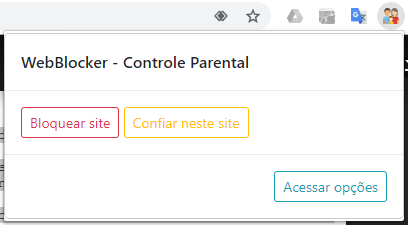 WebBlocker - Controle Parental
Bloquear site Confiar neste site
Acessar opções